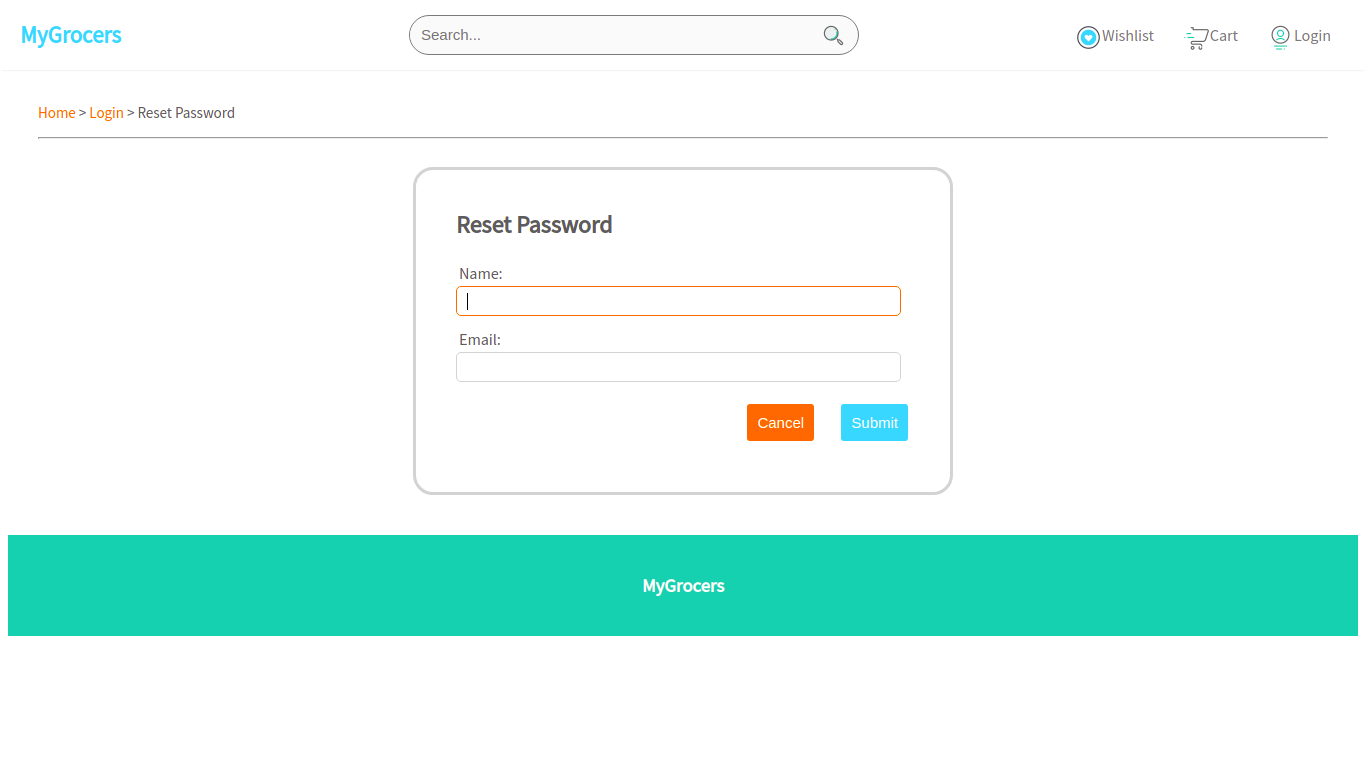 MyGrocers
Search...
Wishlist
Cart
Login
Home > Login > Reset Password
Reset Password
Name:
Email:
Cancel
Submit
MyGrocers